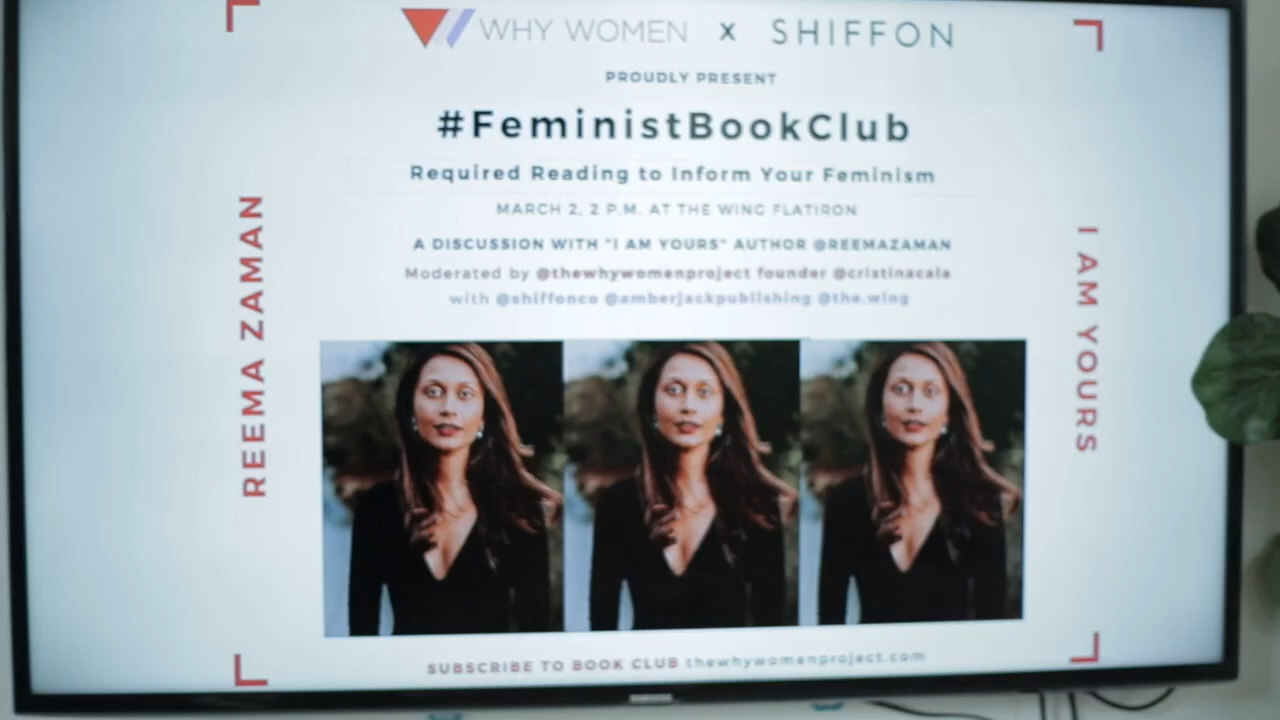 WHY WOMEN X SHIFFON
PROUDLY PRESENT
#FeministBookClub
Required Reading to Inform Your Feminism
MARCH 2, 2 P.M. AT THE WING FLATIRON
A DISCUSSION WITH "I AM YOURS" AUTHOR @REEMAZAMAN
Moderated by @thewhywomenproject founder @cristinacala
with @shiffonco @amberjackpublishing @the.wing
REEMA ZAMAN
I AM YOURS
SUBSCRIBE TO BOOK CLUB thewhywomenproject.com